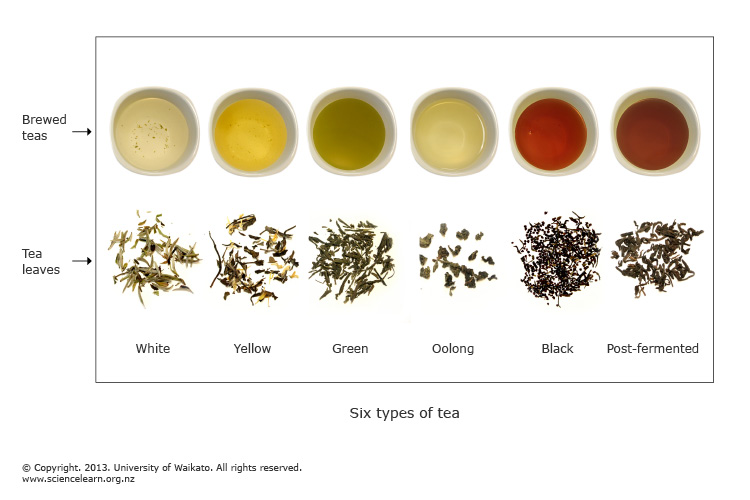 Brewed
teas
Tea
leaves
White
Yellow
Green
Oolong
Black
Post-fermented
Six types of tea
© Copyright. 2013. University of Waikato. All rights reserved.
www.sciencelearn.org.nz